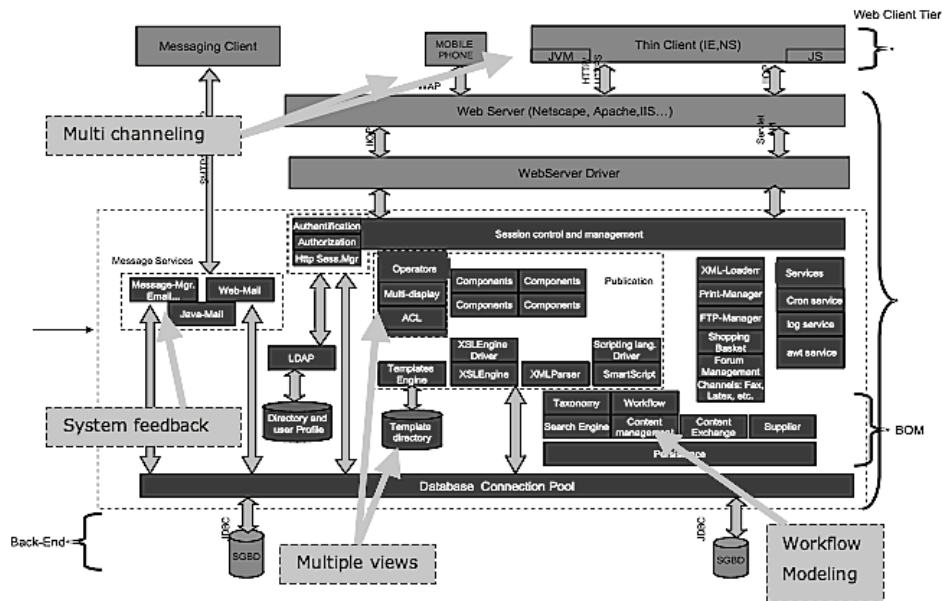 Web Client Tier
Messaging Client
MOBILE
PHONE
Thin Client (IE,NS)
JVM
JS
WAP
Web Server (Netscape, Apache,IIS...)
Multi channeling
IIOP
Servlet
WebServer Driver
Authentification
Authorization
Http Sess.Mgr
Session control and management
Message Services
Message-Mgr.
Email...
Web-Mail
Java-Mail
Operators
Multi-display
ACL
Components
Components
Components
Components
Publication
XML-Loaderr
Print-Manager
FTP-Manager
Shopping
Basket
Forum
Management
Channels: Fax,
Latex, etc.
Services
Cron service
log service
awt service
LDAP
Templates
Engine
XSLEngine
Driver
XSLEngine
XMLParser
Scripting lang.
Driver
SmartScript
System feedback
Directory and
user Profile
Template
directory
Taxonomy
Workflow
Search Engine
Content
management
Content
Exchange
Supplier
Persistence
BOM
Database Connection Pool
Back-End
JDBC
SGBD
Multiple views
JDBC
SGBD
Workflow
Modeling